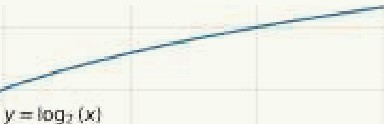 y = log₂ (x)